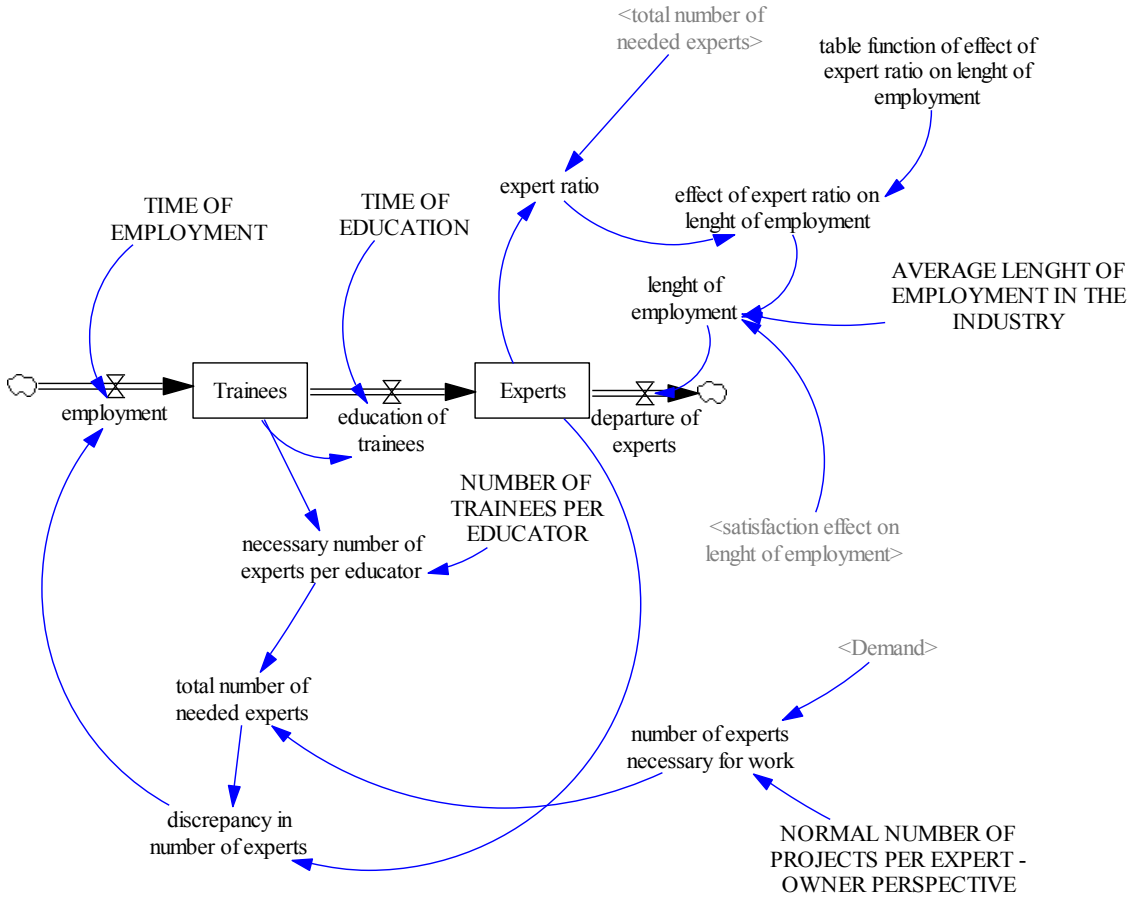 <total number of
needed experts>
table function of effect of
expert ratio on lenght of
employment
expert ratio
effect of expert ratio on
lenght of employment
TIME OF
EMPLOYMENT
TIME OF
EDUCATION
lenght of
employment
AVERAGE LENGHT OF
EMPLOYMENT IN THE
INDUSTRY
employment
Trainees
education of
trainees
Experts
departure of
experts
NUMBER OF
TRAINEES PER
EDUCATOR
<satisfaction effect on
lenght of employment>
necessary number of
experts per educator
<Demand>
total number of
needed experts
number of experts
necessary for work
discrepancy in
number of experts
NORMAL NUMBER OF
PROJECTS PER EXPERT -
OWNER PERSPECTIVE